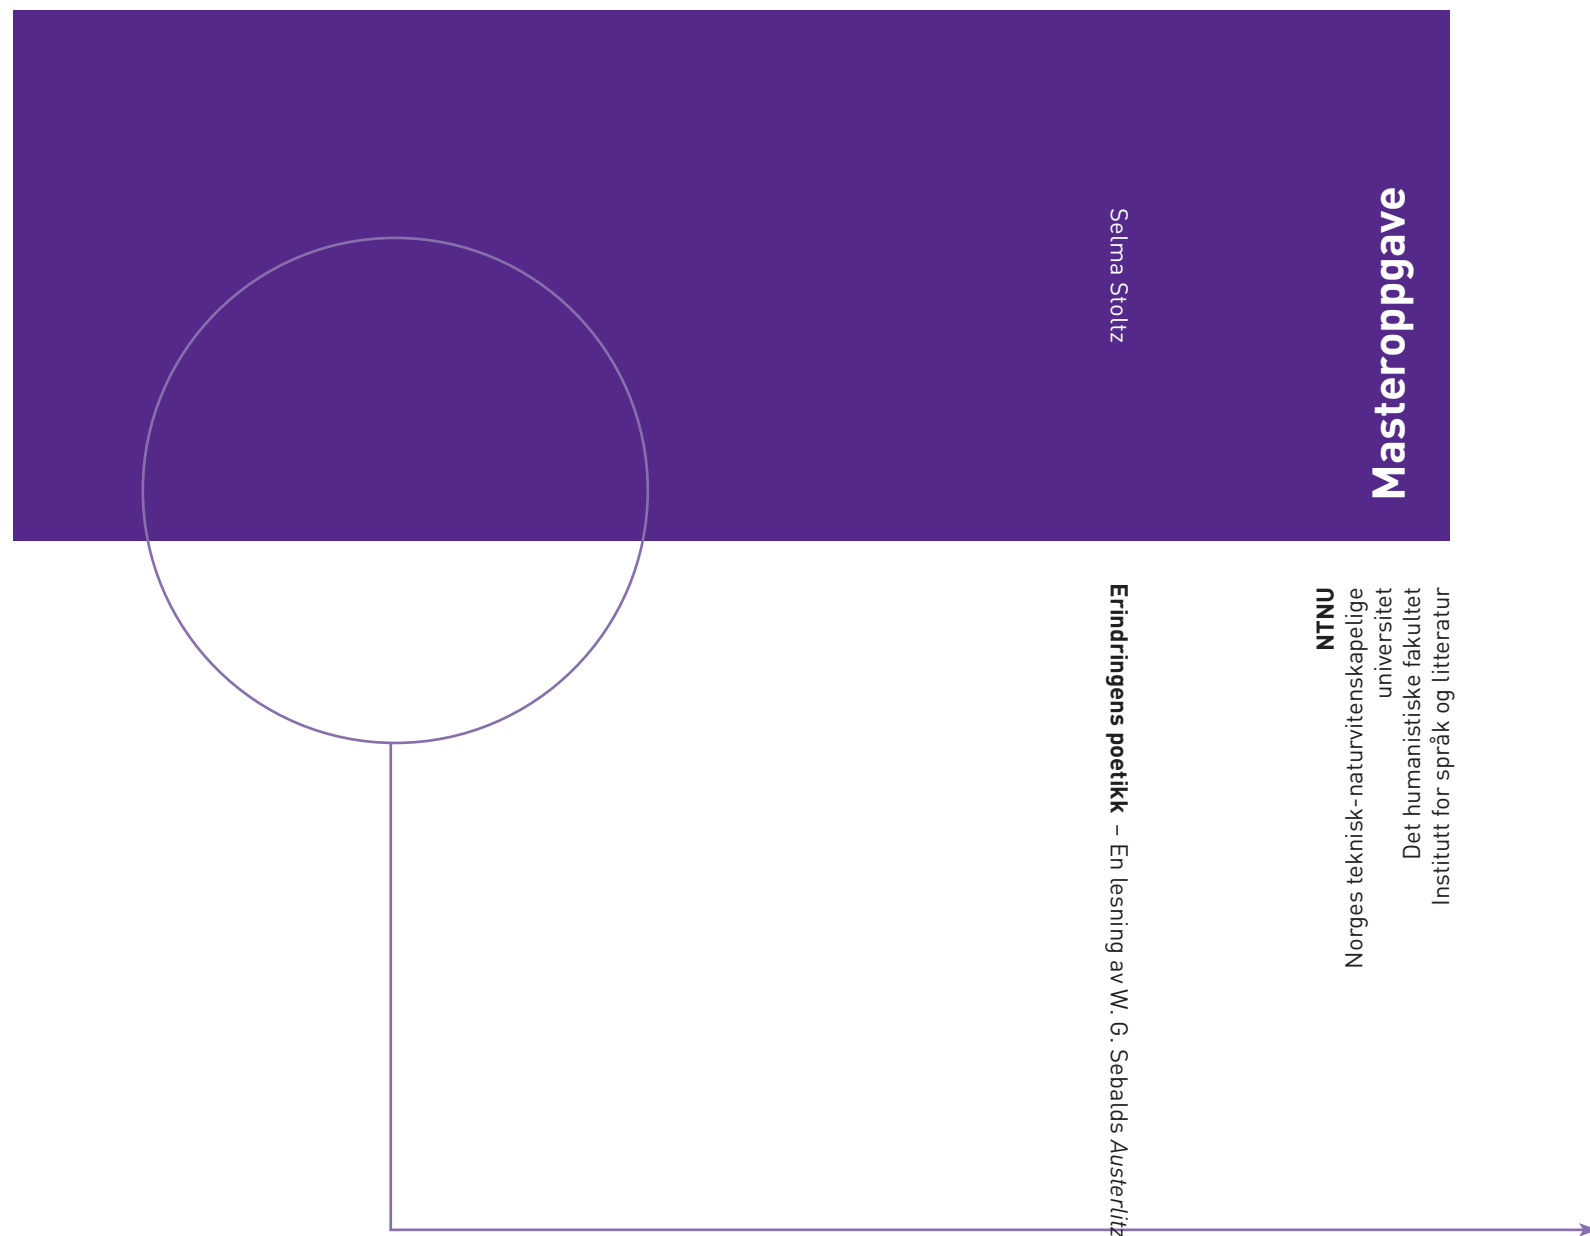 Masteroppgave
NTNU
Norges teknisk-naturvitenskapelige
universitet
Det humanistiske fakultet
Institutt for språk og litteratur
Selma Stoltz
Erindringens poetikk – En lesning av W. G. Sebalds Austerlitz